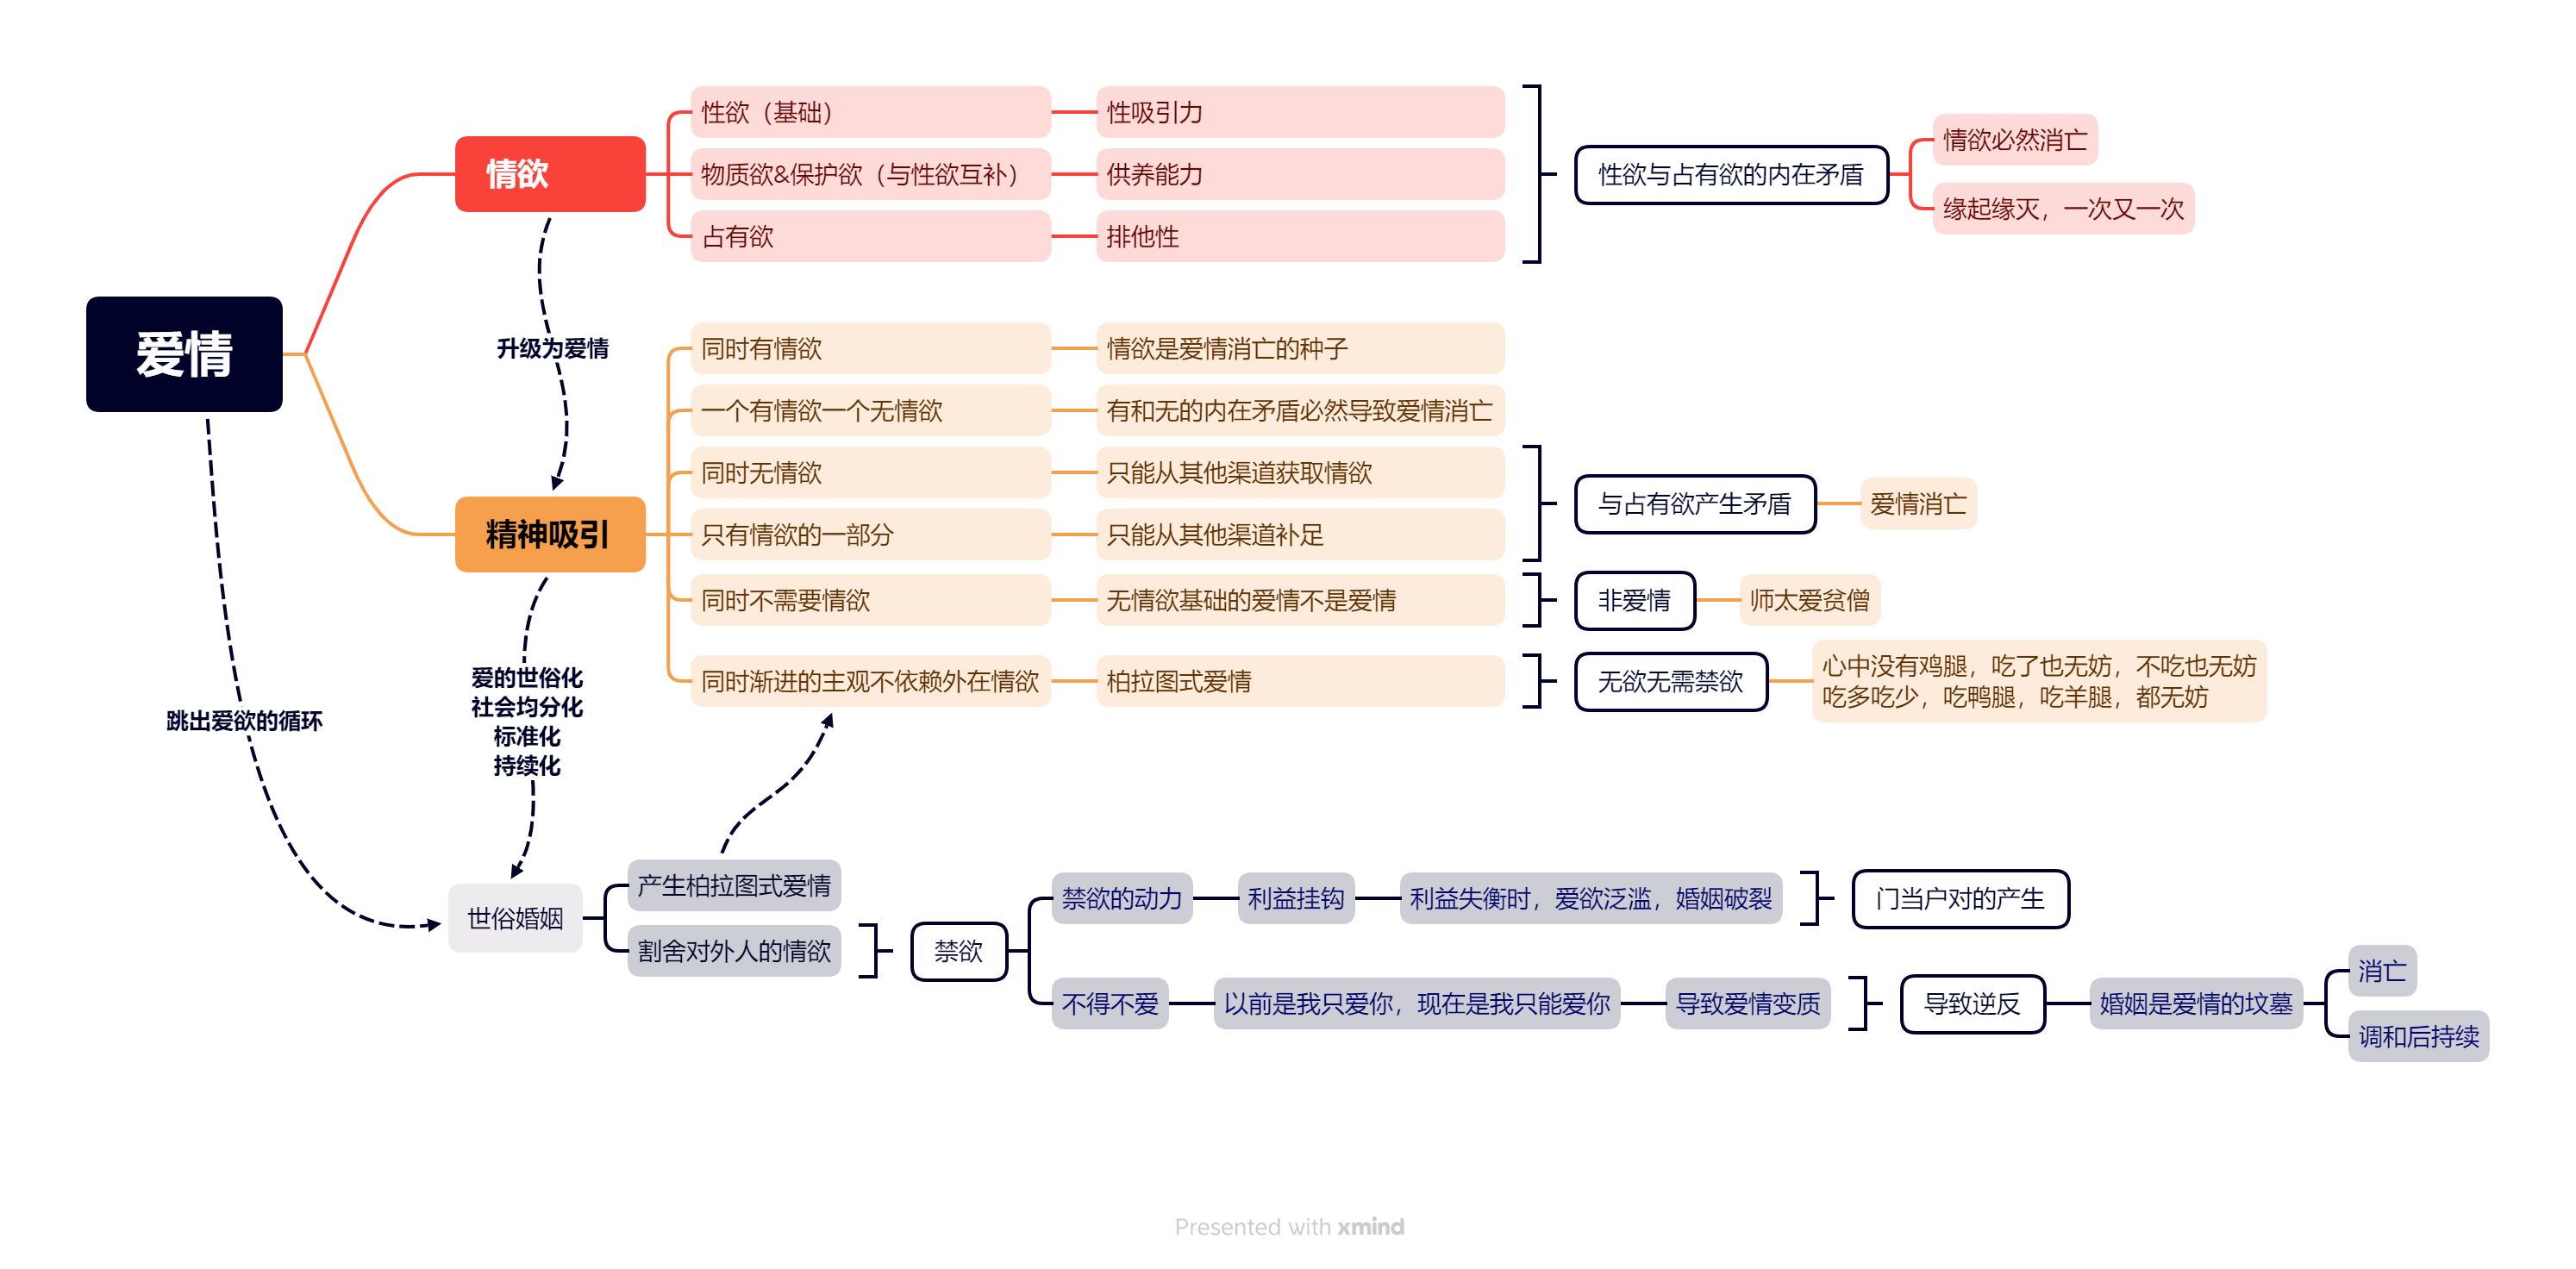 爱情
情欲
性欲（基础）
性吸引力
物质欲&保护欲（与性欲互补）
供养能力
占有欲
排他性
性欲与占有欲的内在矛盾
情欲必然消亡
缘起缘灭，一次又一次
升级为爱情
精神吸引
同时有情欲
情欲是爱情消亡的种子
一个有情欲一个无情欲
有和无的内在矛盾必然导致爱情消亡
同时无情欲
只能从其他渠道获取情欲
只有情欲的一部分
只能从其他渠道补足
与占有欲产生矛盾
爱情消亡
同时不需要情欲
无情欲基础的爱情不是爱情
非爱情
师太爱贫僧
同时渐进的主观不依赖外在情欲
柏拉图式爱情
无欲无需禁欲
心中没有鸡腿，吃了也无妨，不吃也无妨
吃多吃少，吃鸭腿，吃羊腿，都无妨
跳出爱欲的循环
爱的世俗化
社会均分化
标准化
持续化
世俗婚姻
产生柏拉图式爱情
割舍对外人的情欲
禁欲
禁欲的动力
利益挂钩
利益失衡时，爱欲泛滥，婚姻破裂
门当户对的产生
不得不爱
以前是我只爱你，现在是我只能爱你
导致爱情变质
导致逆反
婚姻是爱情的坟墓
消亡
调和后持续
Presented with xmind